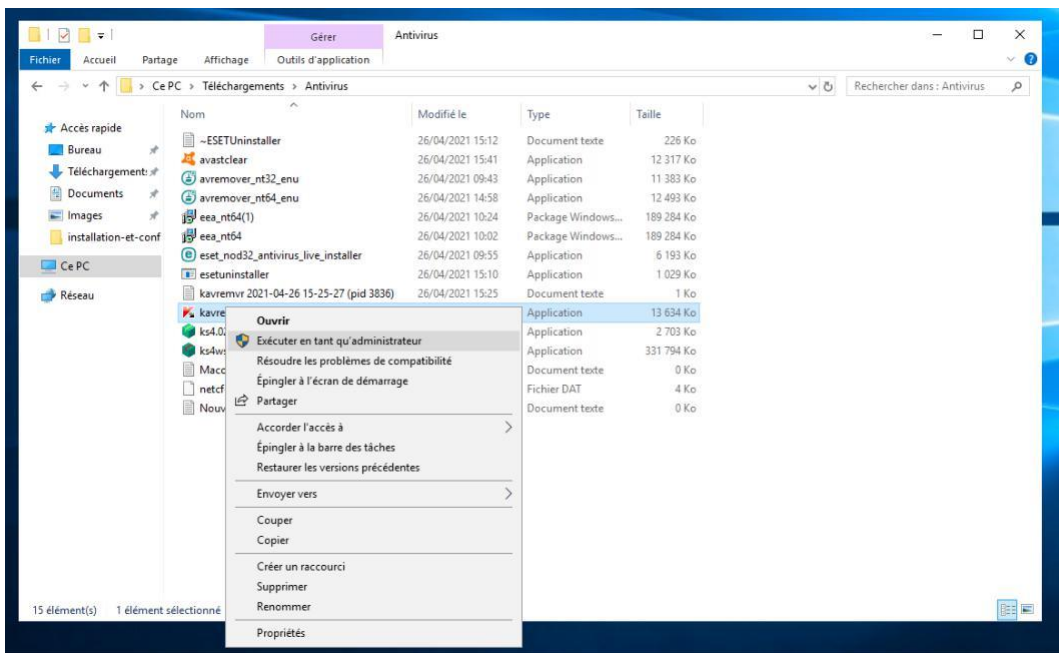 Gérer
Antivirus
Fichier
Accueil
Partage
Affichage
Outils d'application
Ce PC > Téléchargements > Antivirus
Rechercher dans : Antivirus
Nom
Modifié le
Type
Taille
Accès rapide
Bureau
Téléchargement:
Documents
Images
installation-et-conf
Ce PC
Réseau
~ESETUninstaller 26/04/2021 15:12 Document texte 226 Ko
avastclear 26/04/2021 15:41 Application 12 317 Ko
avremover_nt32_enu 26/04/2021 09:43 Application 11 383 Ko
avremover_nt64_enu 26/04/2021 14:58 Application 12 493 Ko
eea_nt64(1) 26/04/2021 10:24 Package Windows... 189 284 Ko
eea_nt64 26/04/2021 10:02 Package Windows... 189 284 Ko
eset_nod32_antivirus_live_installer 26/04/2021 09:55 Application 6 193 Ko
esetuninstaller 26/04/2021 15:10 Application 1 029 Ko
kavremvr 2021-04-26 15-25-27 (pid 3836) 26/04/2021 15:25 Document texte 1 Ko
kavre Application 13 634 Ko
ks4.0 Application 2 703 Ko
ks4w Application 331 794 Ko
Macc Document texte 0 Ko
netcf Fichier DAT 4 Ko
Nouv Document texte 0 Ko
Ouvrir
Exécuter en tant qu'administrateur
Résoudre les problèmes de compatibilité
Épingler à l'écran de démarrage
Partager
Accorder l'accès à
Épingler à la barre des tâches
Restaurer les versions précédentes
Envoyer vers
Couper
Copier
Créer un raccourci
Supprimer
Renommer
Propriétés
15 élément(s) 1 élément sélectionné